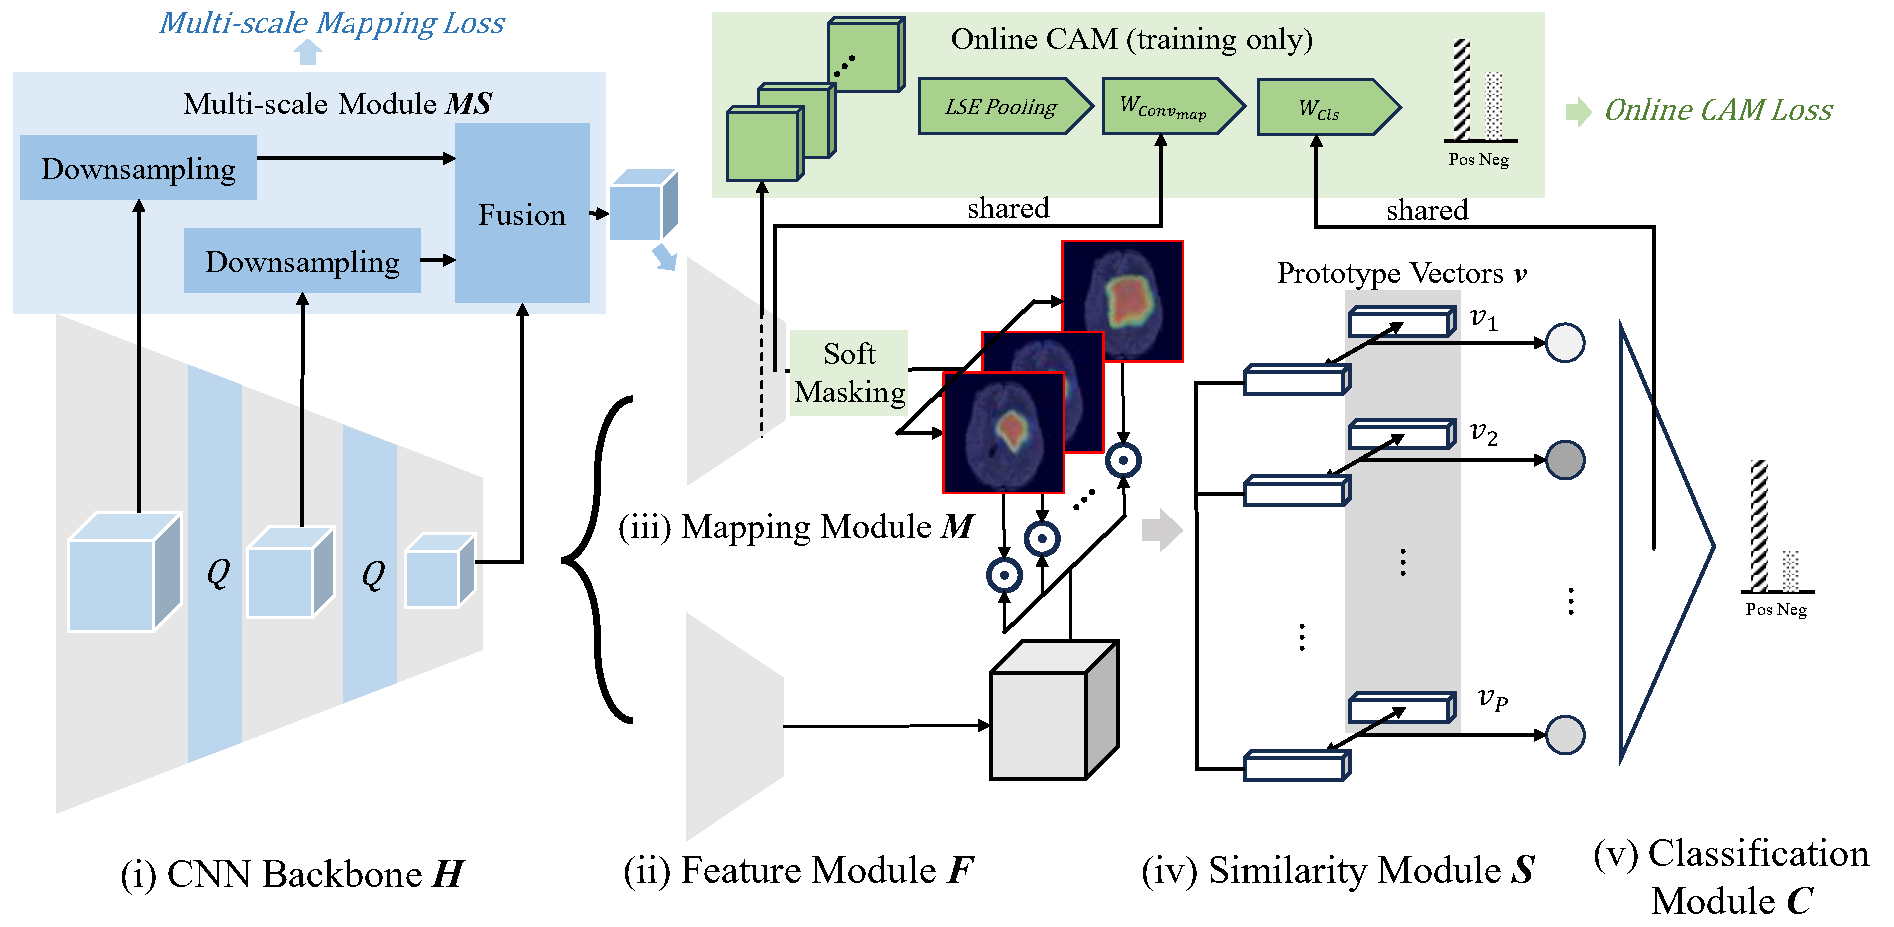 Multi-scale Mapping Loss
Multi-scale Module MS
Downsampling
Downsampling
Fusion
Online CAM (training only)
LSE Pooling
W_{Conv_{map}}
W_{Cls}
Pos Neg
Online CAM Loss
shared
shared
Soft
Masking
Prototype Vectors v
v_1
v_2
v_P
Q
Q
Pos Neg
(iii) Mapping Module M
(i) CNN Backbone H
(ii) Feature Module F
(iv) Similarity Module S
(v) Classification
Module C